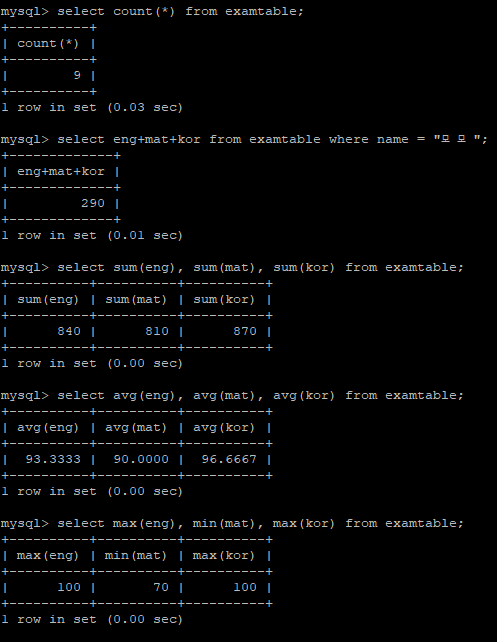 mysql> select count(*) from examtable;
+----------+
| count(*) |
+----------+
|        9 |
+----------+
1 row in set (0.03 sec)
mysql> select eng+mat+kor from examtable where name = "모모";
+-------------+
| eng+mat+kor |
+-------------+
|         290 |
+-------------+
1 row in set (0.01 sec)
mysql> select sum(eng), sum(mat), sum(kor) from examtable;
+----------+----------+----------+
| sum(eng) | sum(mat) | sum(kor) |
+----------+----------+----------+
|      840 |      810 |      870 |
+----------+----------+----------+
1 row in set (0.00 sec)
mysql> select avg(eng), avg(mat), avg(kor) from examtable;
+----------+----------+----------+
| avg(eng) | avg(mat) | avg(kor) |
+----------+----------+----------+
|  93.3333 |  90.0000 |  96.6667 |
+----------+----------+----------+
1 row in set (0.00 sec)
mysql> select max(eng), min(mat), max(kor) from examtable;
+----------+----------+----------+
| max(eng) | min(mat) | max(kor) |
+----------+----------+----------+
|      100 |       70 |      100 |
+----------+----------+----------+
1 row in set (0.00 sec)